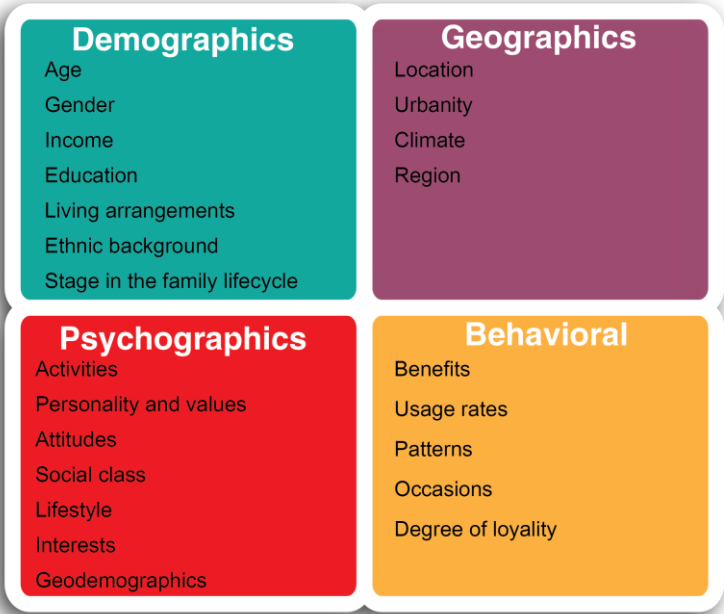 Demographics
Age
Gender
Income
Education
Living arrangements
Ethnic background
Stage in the family lifecycle
Geographics
Location
Urbanity
Climate
Region
Psychographics
Activities
Personality and values
Attitudes
Social class
Lifestyle
Interests
Geodemographics
Behavioral
Benefits
Usage rates
Patterns
Occasions
Degree of loyality